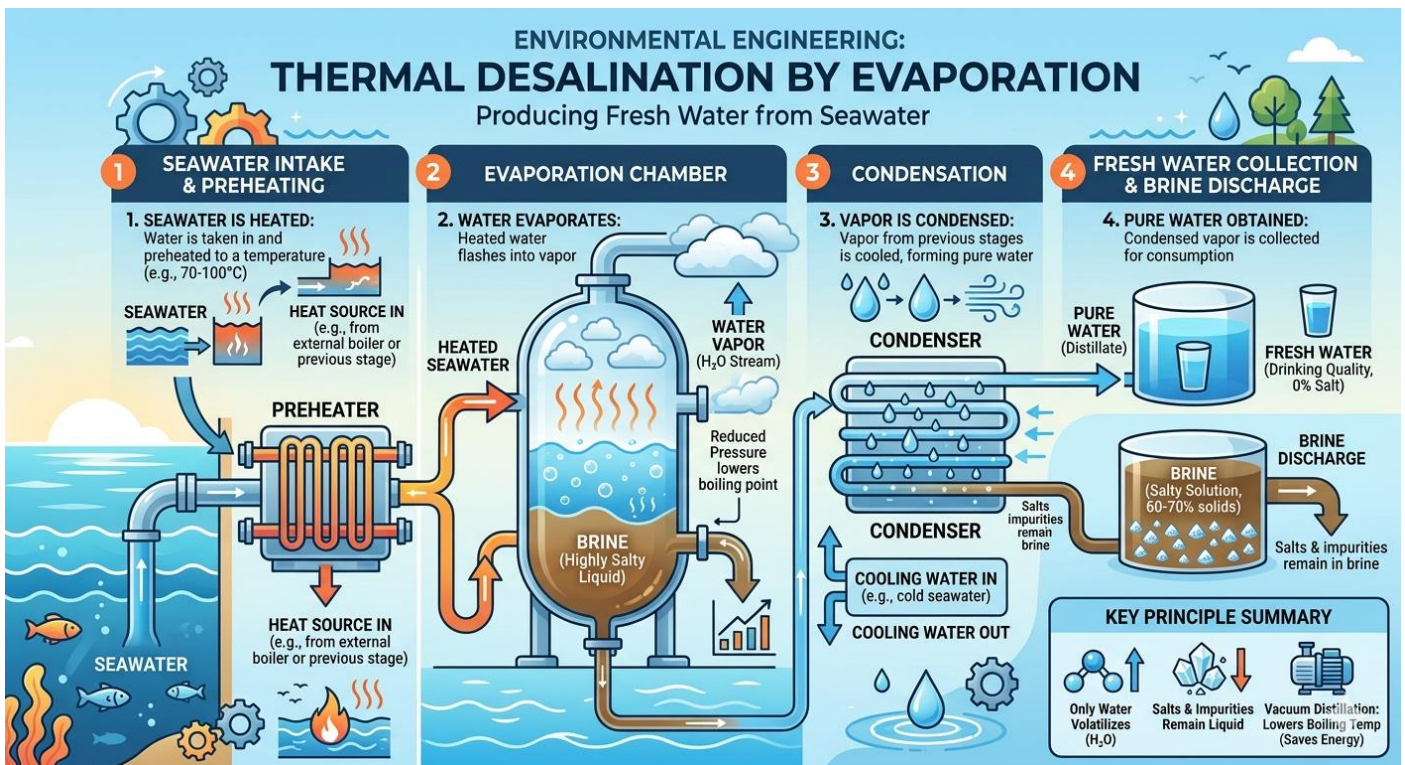 ENVIRONMENTAL ENGINEERING:
THERMAL DESALINATION BY EVAPORATION
Producing Fresh Water from Seawater
1
SEAWATER INTAKE
& PREHEATING
1. SEAWATER IS HEATED:
Water is taken in and
preheated to a temperature
(e.g., 70-100°C)
SEAWATER
HEAT SOURCE IN
(e.g., from
external boiler or
previous stage)
PREHEATER
HEAT SOURCE IN
(e.g., from external
boiler or previous stage)
SEAWATER
2
EVAPORATION CHAMBER
2. WATER EVAPORATES:
Heated water
flashes into vapor
HEATED
SEAWATER
WATER
VAPOR
(H₂O Stream)
Reduced
Pressure
lowers
boiling point
BRINE
(Highly Salty
Liquid)
3
CONDENSATION
3. VAPOR IS CONDENSED:
Vapor from previous stages
is cooled, forming pure water
CONDENSER
CONDENSER
Salts
impurities
remain
brine
COOLING WATER IN
(e.g., cold seawater)
COOLING WATER OUT
4
FRESH WATER COLLECTION
& BRINE DISCHARGE
4. PURE WATER OBTAINED:
Condensed vapor is collected
for consumption
PURE
WATER
(Distillate)
FRESH WATER
(Drinking Quality,
0% Salt)
BRINE
(Salty Solution,
60-70% solids)
BRINE
DISCHARGE
Salts & impurities
remain in brine
KEY PRINCIPLE SUMMARY
Only Water
Volatilizes
(H₂O)
Salts & Impurities
Remain Liquid
Vacuum Distillation:
Lowers Boiling Temp
(Saves Energy)